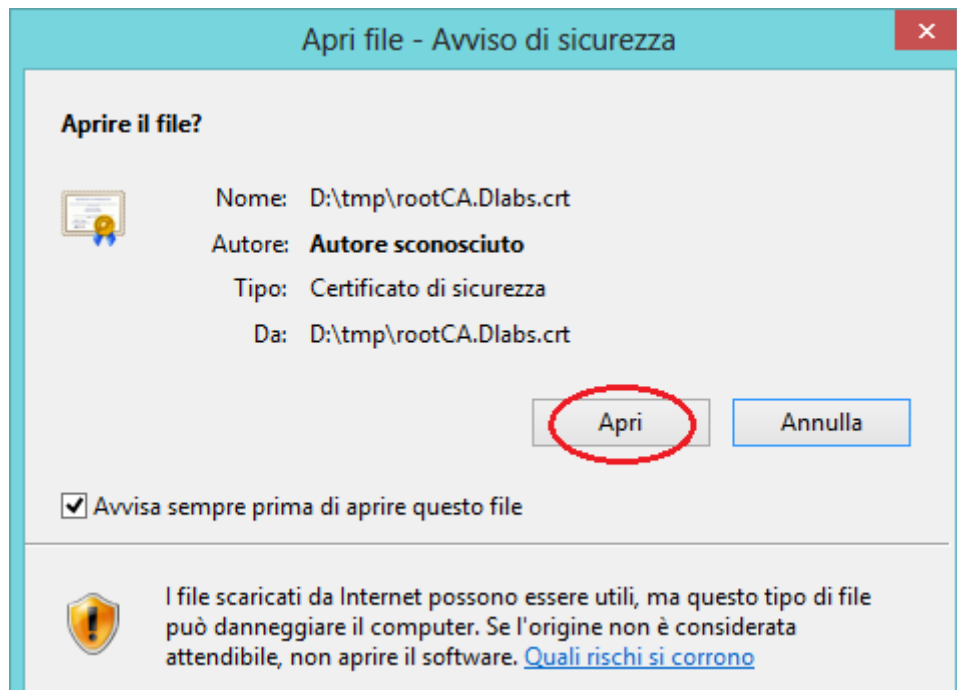 Apri file - Avviso di sicurezza
Aprire il file?
Nome: D:\tmp\rootCA.Dlabs.crt
Autore: Autore sconosciuto
Tipo: Certificato di sicurezza
Da: D:\tmp\rootCA.Dlabs.crt
Apri Annulla
Avvisa sempre prima di aprire questo file
I file scaricati da Internet possono essere utili, ma questo tipo di file
può danneggiare il computer. Se l'origine non è considerata
attendibile, non aprire il software. Quali rischi si corrono